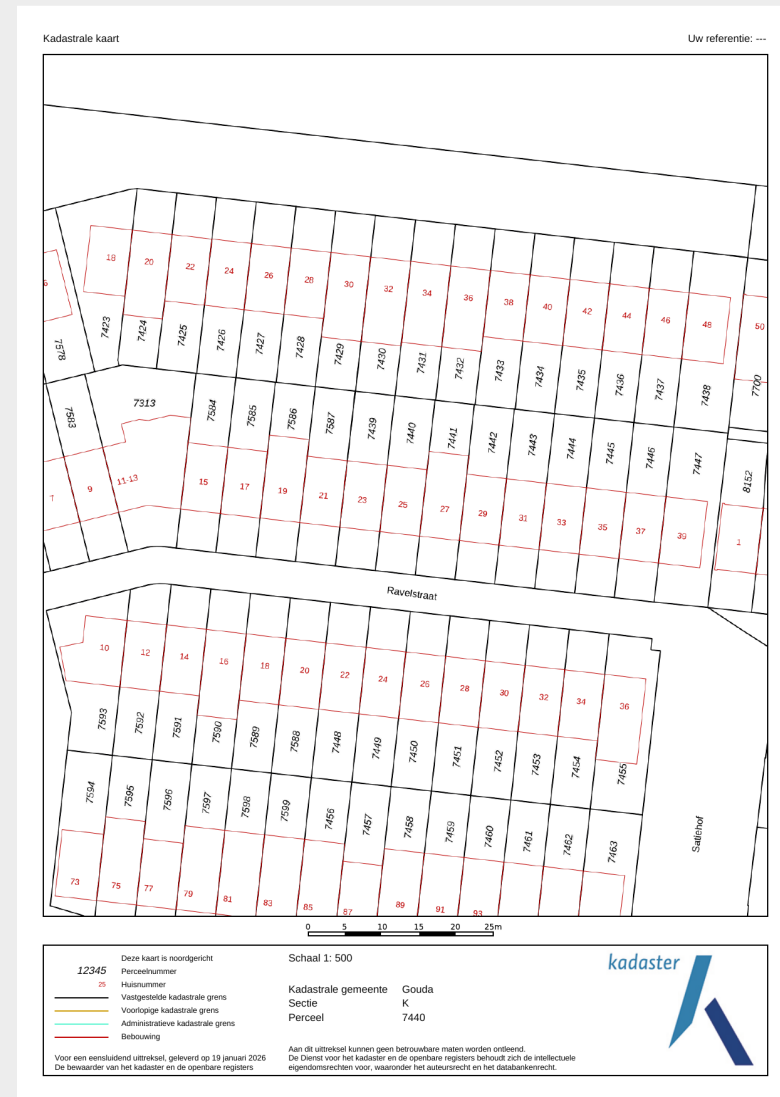 Kadastrale kaart
Uw referentie: ---
18 20 22 24 26 28 30 32 34 36 38 40 42 44 46 48 50
7578 7423 7424 7425 7426 7427 7428 7429 7430 7431 7432 7433 7434 7435 7436 7437 7438 7700
7583 7313 7584 7585 7586 7587 7439 7440 7441 7442 7443 7444 7445 7446 7447 8152
7 9 11-13 15 17 19 21 23 25 27 29 31 33 35 37 39 1
Ravelstraat
10 12 14 16 18 20 22 24 26 28 30 32 34 36
7593 7592 7591 7590 7589 7588 7448 7449 7450 7451 7452 7453 7454 7455
7594 7595 7596 7597 7598 7599 7456 7457 7458 7459 7460 7461 7462 7463
Satiehof
73 75 77 79 81 83 85 87 89 91 93
0 5 10 15 20 25m
Deze kaart is noordgericht
12345 Perceelnummer
25 Huisnummer
Vastgestelde kadastrale grens
Voorlopige kadastrale grens
Administratieve kadastrale grens
Bebouwing
Voor een eensluidend uittreksel, geleverd op 19 januari 2026
De bewaarder van het kadaster en de openbare registers
Schaal 1: 500
Kadastrale gemeente Gouda
Sectie K
Perceel 7440
Aan dit uittreksel kunnen geen betrouwbare maten worden ontleend.
De Dienst voor het kadaster en de openbare registers behoudt zich de intellectuele
eigendomsrechten voor, waaronder het auteursrecht en het databankenrecht.
kadaster